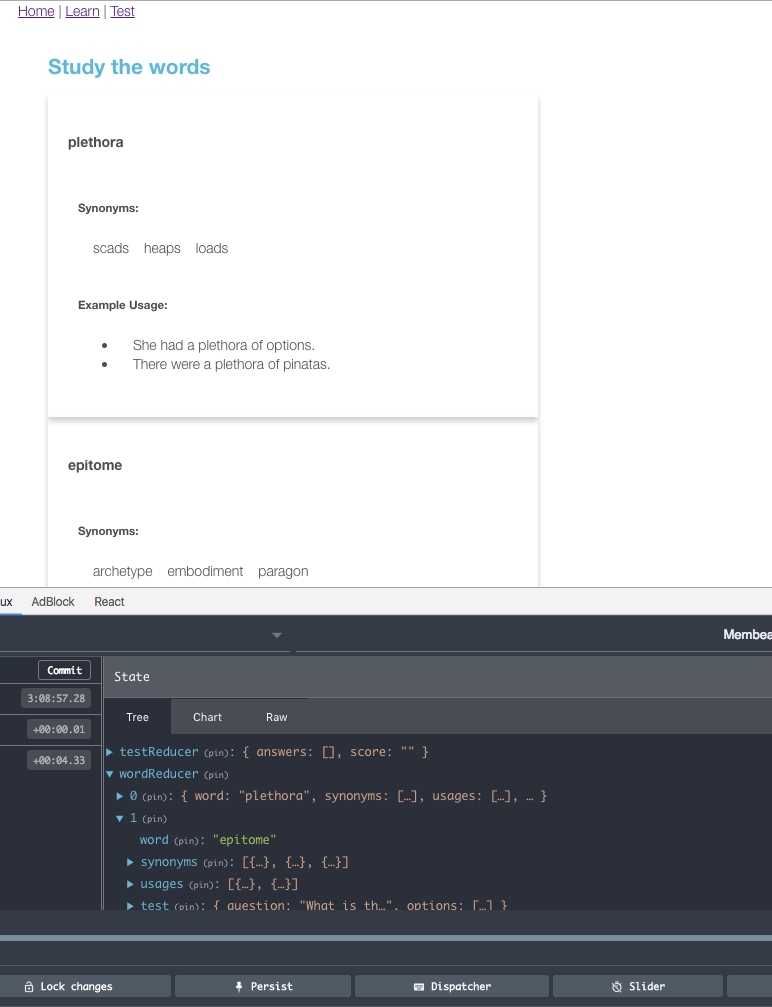 Home | Learn | Test
Study the words
plethora
Synonyms:
scads heaps loads
Example Usage:
• She had a plethora of options.
• There were a plethora of pinatas.
epitome
Synonyms:
archetype embodiment paragon
ux AdBlock React
Membea
Commit
3:08:57.28
+00:00.01
+00:04.33
State
Tree Chart Raw
testReducer (pin): { answers: [], score: "" }
wordReducer (pin)
0 (pin): { word: "plethora", synonyms: […], usages: […], … }
1 (pin)
word (pin): "epitome"
synonyms (pin): [{…}, {…}, {…}]
usages (pin): [{…}, {…}]
test (pin): { question: "What is th…", options: […] }
Lock changes Persist Dispatcher Slider